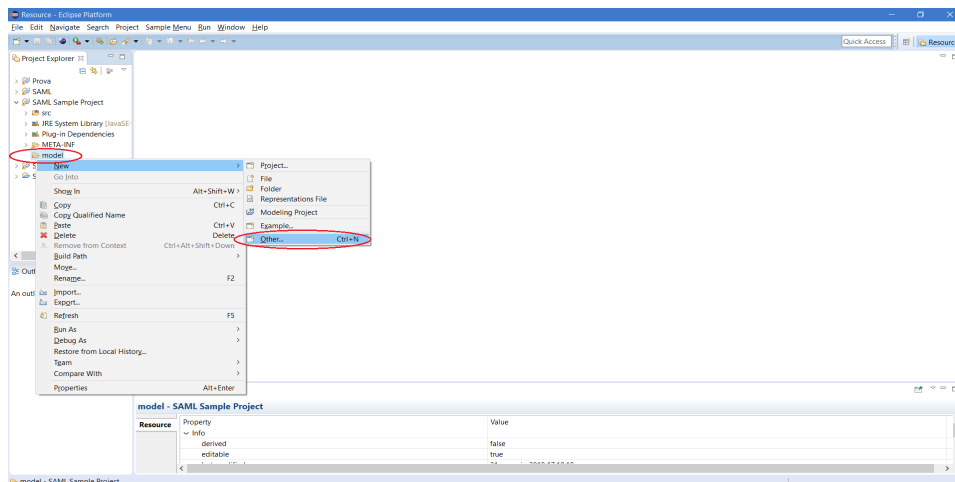 Resource - Eclipse Platform
File Edit Navigate Search Project Sample Menu Run Window Help
Quick Access
Resourc
Project Explorer
Prova
SAML
SAML Sample Project
src
JRE System Library [JavaSE-
Plug-in Dependencies
META-INF
model
S
S
New
Go Into
Show In Alt+Shift+W
Copy Ctrl+C
Copy Qualified Name
Paste Ctrl+V
Delete Delete
Remove from Context Ctrl+Alt+Shift+Down
Build Path
Move...
Rename... F2
Import...
Export...
Refresh F5
Run As
Debug As
Restore from Local History...
Team
Compare With
Properties Alt+Enter
Project...
File
Folder
Representations File
Modeling Project
Example...
Other... Ctrl+N
Outl
An outl
model - SAML Sample Project
Resource
Property Value
Info
derived false
editable true
model - SAML Sample Project